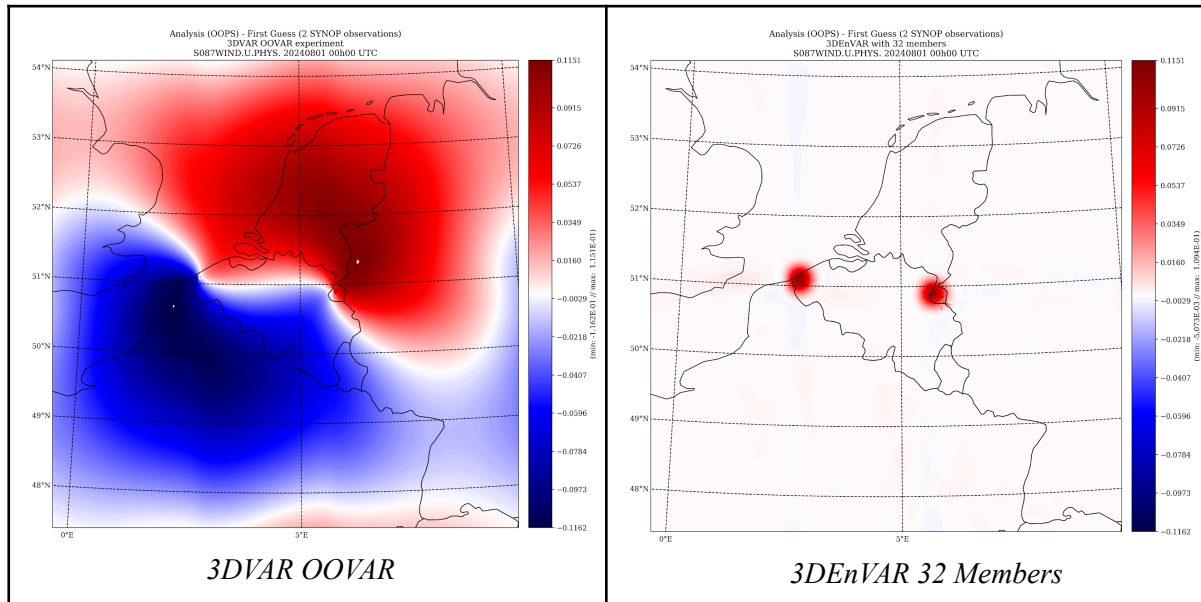 Analysis (OOPS) - First Guess (2 SYNOP observations)
3DVAR OOVAR experiment
S087WIND.U.PHYS. 20240801 00h00 UTC
54°N
53°N
52°N
51°N
50°N
49°N
48°N
0°E
5°E
0.1151
0.0915
0.0726
0.0537
0.0349
0.0160
-0.0029
-0.0218
-0.0407
-0.0596
-0.0784
-0.0973
-0.1162
(min: -1.162E-01 // max: 1.151E-01)
3DVAR OOVAR
Analysis (OOPS) - First Guess (2 SYNOP observations)
3DEnVAR with 32 members
S087WIND.U.PHYS. 20240801 00h00 UTC
54°N
53°N
52°N
51°N
50°N
49°N
48°N
0°E
5°E
0.1151
0.0915
0.0726
0.0537
0.0349
0.0160
-0.0029
-0.0218
-0.0407
-0.0596
-0.0784
-0.0973
-0.1162
(min: -5.073E-03 // max: 1.094E-01)
3DEnVAR 32 Members